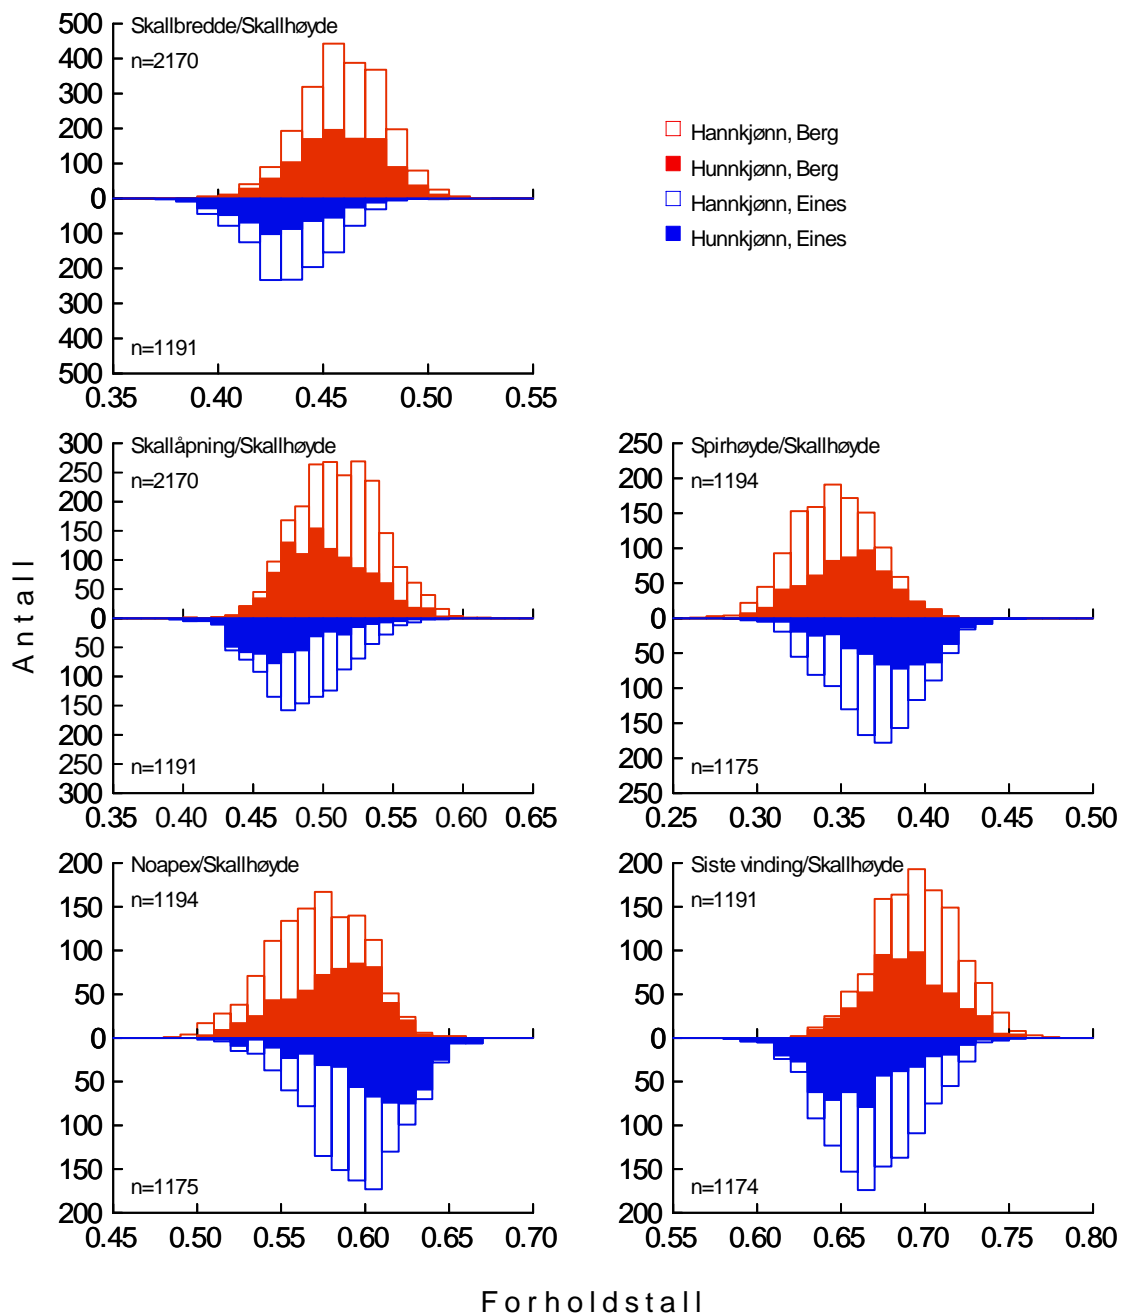 Skallbredde/Skallhøyde
n=2170
500
400
300
200
100
0
100
200
300
400
500
n=1191
0.35 0.40 0.45 0.50 0.55
Hannkjønn, Berg
Hunnkjønn, Berg
Hannkjønn, Eines
Hunnkjønn, Eines
Skallåpning/Skallhøyde
n=2170
300
250
200
150
100
50
0
50
100
150
200
250
300
n=1191
0.35 0.40 0.45 0.50 0.55 0.60 0.65
Spirhøyde/Skallhøyde
n=1194
250
200
150
100
50
0
50
100
150
200
250
n=1175
0.25 0.30 0.35 0.40 0.45 0.50
Antall
Noapex/Skallhøyde
n=1194
200
150
100
50
0
50
100
150
200
n=1175
0.45 0.50 0.55 0.60 0.65 0.70
Siste vinding/Skallhøyde
n=1191
200
150
100
50
0
50
100
150
200
n=1174
0.55 0.60 0.65 0.70 0.75 0.80
Forholdstall